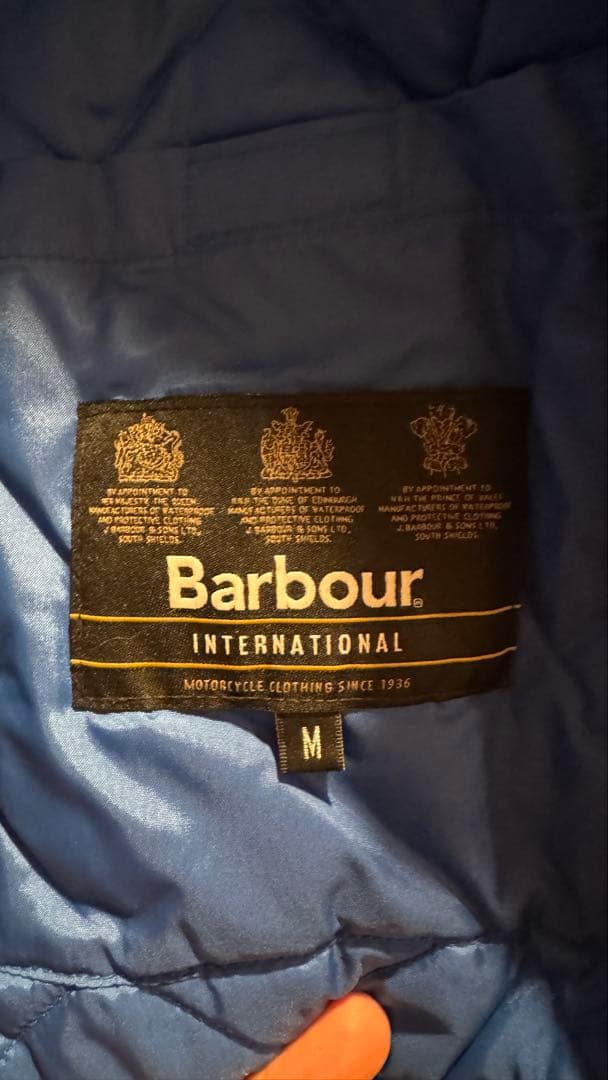 BY APPOINTMENT TO
HER MAJESTY THE QUEEN
MANUFACTURERS OF WATERPROOF
AND PROTECTIVE CLOTHING
J. BARBOUR & SONS LTD,
SOUTH SHIELDS.
BY APPOINTMENT TO
H.R.H THE DUKE OF EDINBURGH
MANUFACTURERS OF WATERPROOF
AND PROTECTIVE CLOTHING
J. BARBOUR & SONS LTD,
SOUTH SHIELDS.
BY APPOINTMENT TO
H.R.H THE PRINCE OF WALES
MANUFACTURERS OF WATERPROOF
AND PROTECTIVE CLOTHING
J. BARBOUR & SONS LTD,
SOUTH SHIELDS.
Barbour®
INTERNATIONAL
MOTORCYCLE CLOTHING SINCE 1936
M